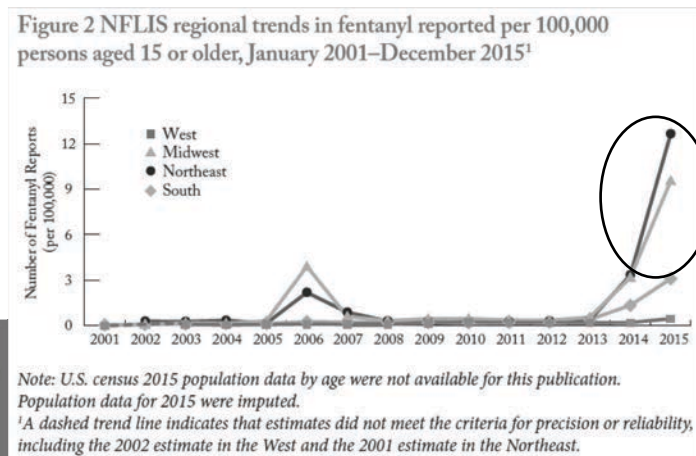 Figure 2 NFLIS regional trends in fentanyl reported per 100,000
persons aged 15 or older, January 2001–December 2015¹
Number of Fentanyl Reports
(per 100,000)
15
12
9
6
3
0
West
Midwest
Northeast
South
2001 2002 2003 2004 2005 2006 2007 2008 2009 2010 2011 2012 2013 2014 2015
Note: U.S. census 2015 population data by age were not available for this publication.
Population data for 2015 were imputed.
¹A dashed trend line indicates that estimates did not meet the criteria for precision or reliability,
including the 2002 estimate in the West and the 2001 estimate in the Northeast.